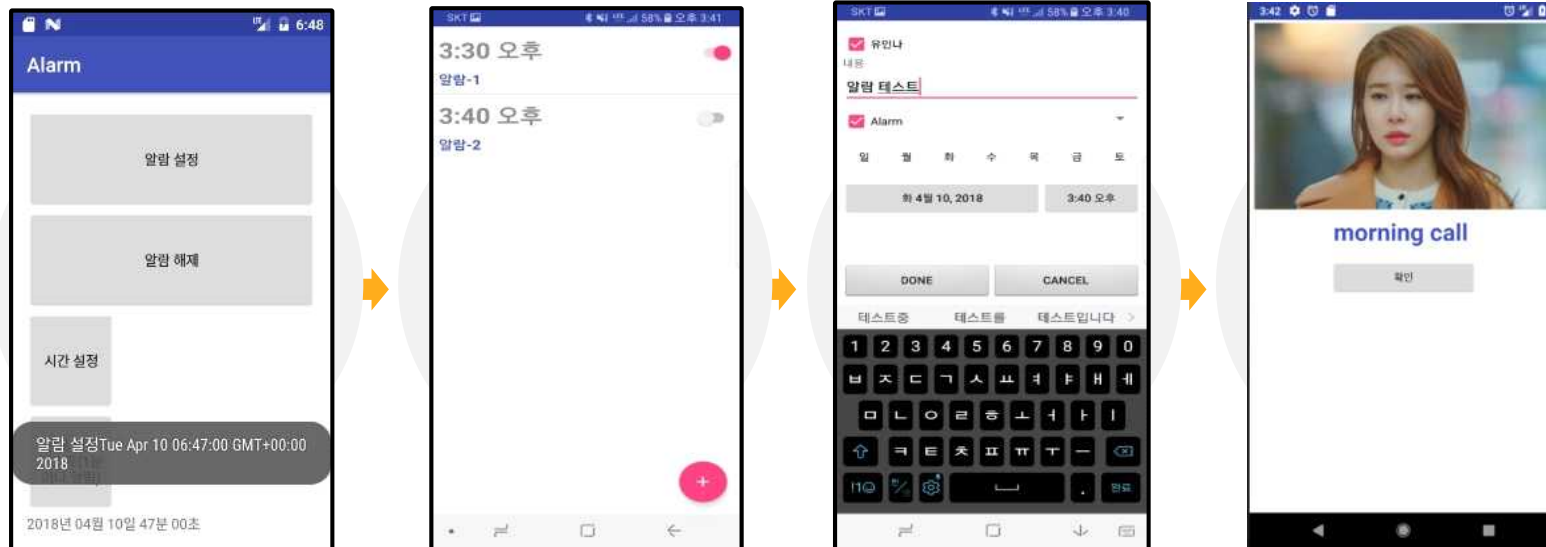 6:48
Alarm
알람 설정
알람 해제
시간 설정
알람 설정Tue Apr 10 06:47:00 GMT+00:00
2018
2018년 04월 10일 47분 00초
SKT 58% 오후 3:41
3:30 오후
알람-1
3:40 오후
알람-2
+
SKT 58% 오후 3:40
유인나
내용
알람 테스트
Alarm
일 월 화 수 목 금 토
화 4월 10, 2018 3:40 오후
DONE CANCEL
테스트중 테스트를 테스트입니다
1 2 3 4 5 6 7 8 9 0
ㅂ ㅈ ㄷ ㄱ ㅅ ㅛ ㅕ ㅑ ㅐ ㅔ
ㅁ ㄴ ㅇ ㄹ ㅎ ㅗ ㅓ ㅏ ㅣ
ㅋ ㅌ ㅊ ㅍ ㅠ ㅜ ㅡ
!1☺ . 완료
3:42
morning call
확인